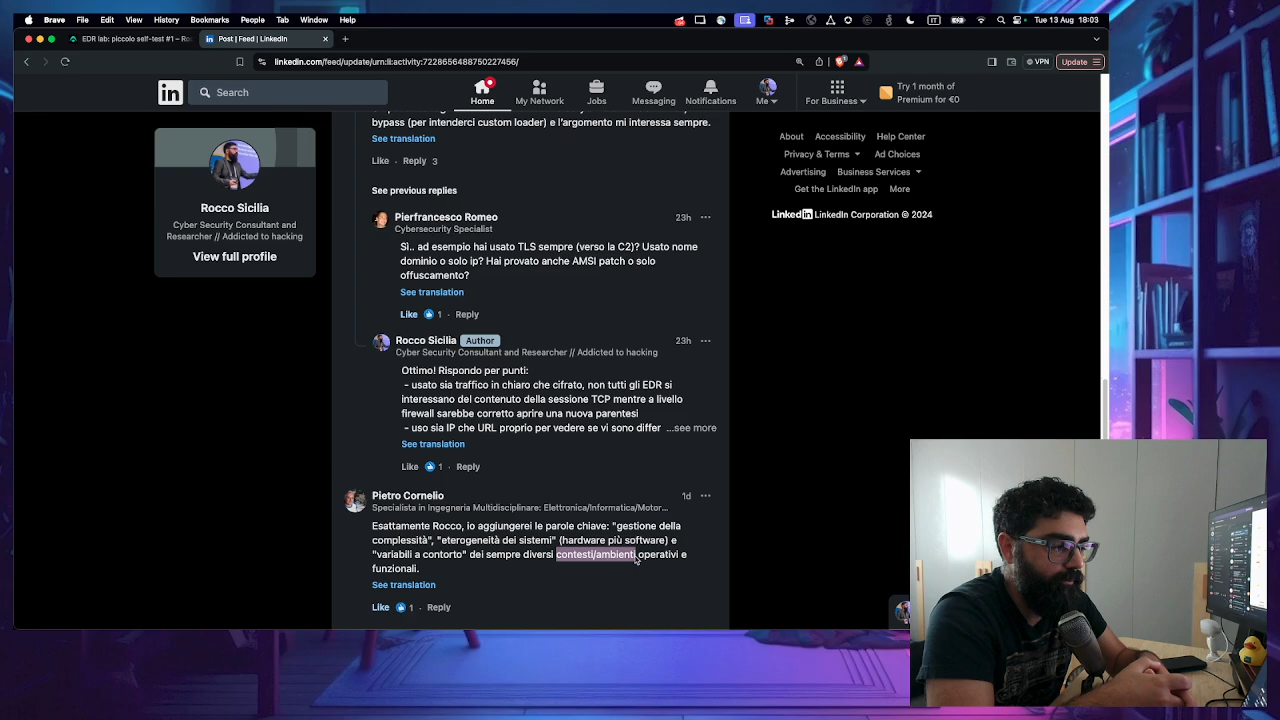 Brave File Edit View History Bookmarks People Tab Window Help
IT
Tue 13 Aug 18:03
EDR lab: piccolo self-test #1 – Ro
Post | Feed | LinkedIn
linkedin.com/feed/update/urn:li:activity:7228656488750227456/
VPN
Update
in
Search
Home
My Network
Jobs
Messaging
Notifications
Me
For Business
Try 1 month of
Premium for €0
Rocco Sicilia
Cyber Security Consultant and
Researcher // Addicted to hacking
View full profile
bypass (per intenderci custom loader) e l'argomento mi interessa sempre.
See translation
Like · Reply 3
See previous replies
Pierfrancesco Romeo 23h ...
Cybersecurity Specialist
Sì.. ad esempio hai usato TLS sempre (verso la C2)? Usato nome
dominio o solo ip? Hai provato anche AMSI patch o solo
offuscamento?
See translation
Like 1 · Reply
Rocco Sicilia Author 23h ...
Cyber Security Consultant and Researcher // Addicted to hacking
Ottimo! Rispondo per punti:
- usato sia traffico in chiaro che cifrato, non tutti gli EDR si
interessano del contenuto della sessione TCP mentre a livello
firewall sarebbe corretto aprire una nuova parentesi
- uso sia IP che URL proprio per vedere se vi sono differ ...see more
See translation
Like 1 · Reply
Pietro Cornelio 1d ...
Specialista in Ingegneria Multidisciplinare: Elettronica/Informatica/Motor...
Esattamente Rocco, io aggiungerei le parole chiave: "gestione della
complessità", "eterogeneità dei sistemi" (hardware più software) e
"variabili a contorto" dei sempre diversi contesti/ambienti operativi e
funzionali.
See translation
Like 1 · Reply
About Accessibility Help Center
Privacy & Terms Ad Choices
Advertising Business Services
Get the LinkedIn app More
Linked in LinkedIn Corporation © 2024